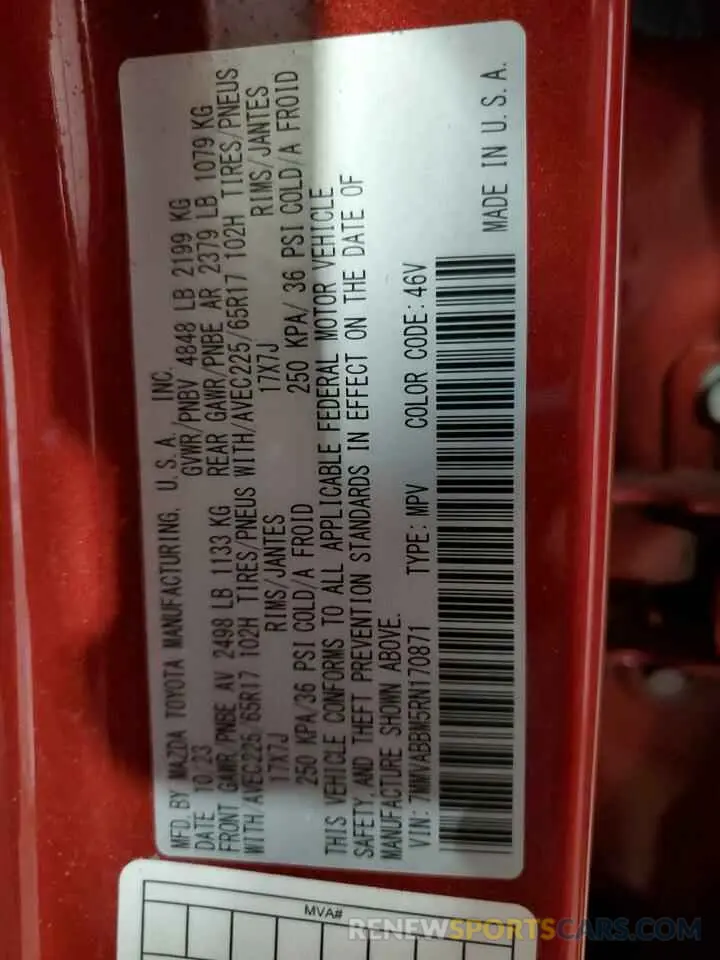 MFD. BY MAZDA TOYOTA MANUFACTURING, U.S.A. INC.
DATE 10/23 GVWR/PNBV 4848 LB 2199 KG
FRONT GAWR/PNBE AV 2498 LB 1133 KG REAR GAWR/PNBE AR 2379 LB 1079 KG
WITH/AVEC225/65R17 102H TIRES/PNEUS WITH/AVEC225/65R17 102H TIRES/PNEUS
17X7J RIMS/JANTES 17X7J RIMS/JANTES
250 KPA/36 PSI COLD/A FROID 250 KPA/ 36 PSI COLD/A FROID
THIS VEHICLE CONFORMS TO ALL APPLICABLE FEDERAL MOTOR VEHICLE
SAFETY,AND THEFT PREVENTION STANDARDS IN EFFECT ON THE DATE OF
MANUFACTURE SHOWN ABOVE.
VIN: 7MMVABBM5RN170871 TYPE: MPV COLOR CODE: 46V
MADE IN U.S.A.
MVA#
RENEWSPORTSCARS.COM